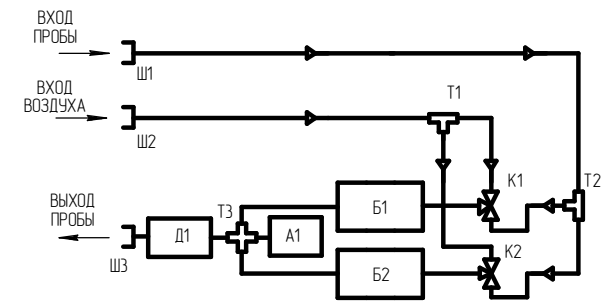 ВХОД
ПРОБЫ
Ш1
ВХОД
ВОЗДУХА
Ш2
Т1
К1
Т2
ВЫХОД
ПРОБЫ
Ш3
Д1
Т3
А1
Б1
К2
Б2